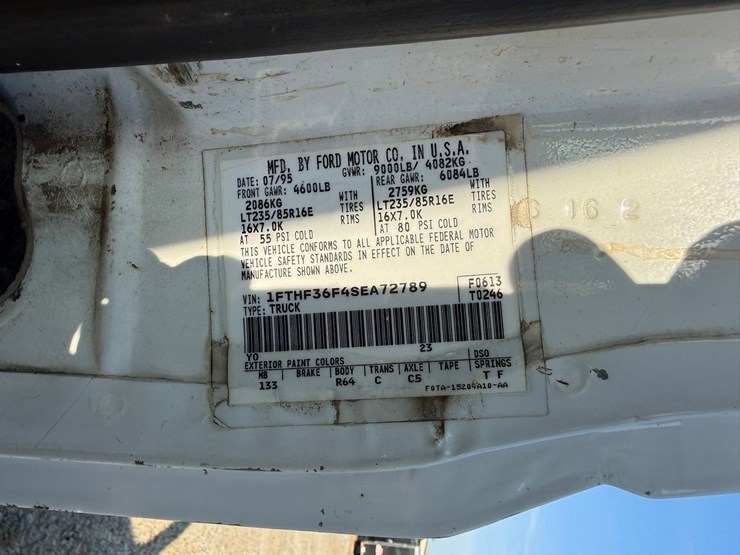 MFD. BY FORD MOTOR CO. IN U.S.A.
DATE: 07/95 GVWR: 9000LB/ 4082KG
FRONT GAWR: 4600LB REAR GAWR: 6084LB
2086KG WITH 2759KG WITH
LT235/85R16E TIRES LT235/85R16E TIRES
16X7.0K RIMS 16X7.0K RIMS
AT 55 PSI COLD AT 80 PSI COLD
THIS VEHICLE CONFORMS TO ALL APPLICABLE FEDERAL MOTOR
VEHICLE SAFETY STANDARDS IN EFFECT ON THE DATE OF
MANUFACTURE SHOWN ABOVE.
VIN: 1FTHF36F4SEA72789 F0613
TYPE: TRUCK T0246
YO 23
EXTERIOR PAINT COLORS DSO
WB BRAKE BODY TRANS AXLE TAPE SPRINGS
133 R64 C C5 T F
F0TA-15204A10-AA
6 16 2